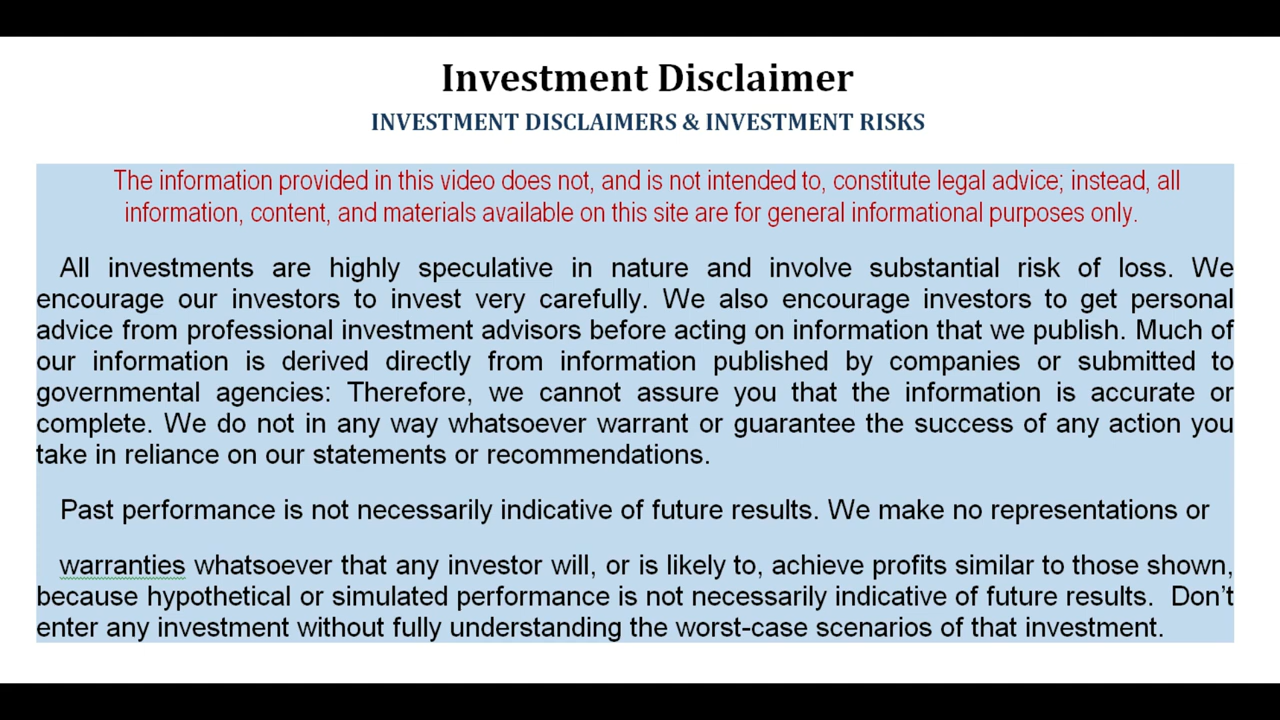 Investment Disclaimer
INVESTMENT DISCLAIMERS & INVESTMENT RISKS
The information provided in this video does not, and is not intended to, constitute legal advice; instead, all
information, content, and materials available on this site are for general informational purposes only.
All investments are highly speculative in nature and involve substantial risk of loss. We
encourage our investors to invest very carefully. We also encourage investors to get personal
advice from professional investment advisors before acting on information that we publish. Much of
our information is derived directly from information published by companies or submitted to
governmental agencies: Therefore, we cannot assure you that the information is accurate or
complete. We do not in any way whatsoever warrant or guarantee the success of any action you
take in reliance on our statements or recommendations.
Past performance is not necessarily indicative of future results. We make no representations or
warranties whatsoever that any investor will, or is likely to, achieve profits similar to those shown,
because hypothetical or simulated performance is not necessarily indicative of future results.  Don't
enter any investment without fully understanding the worst-case scenarios of that investment.